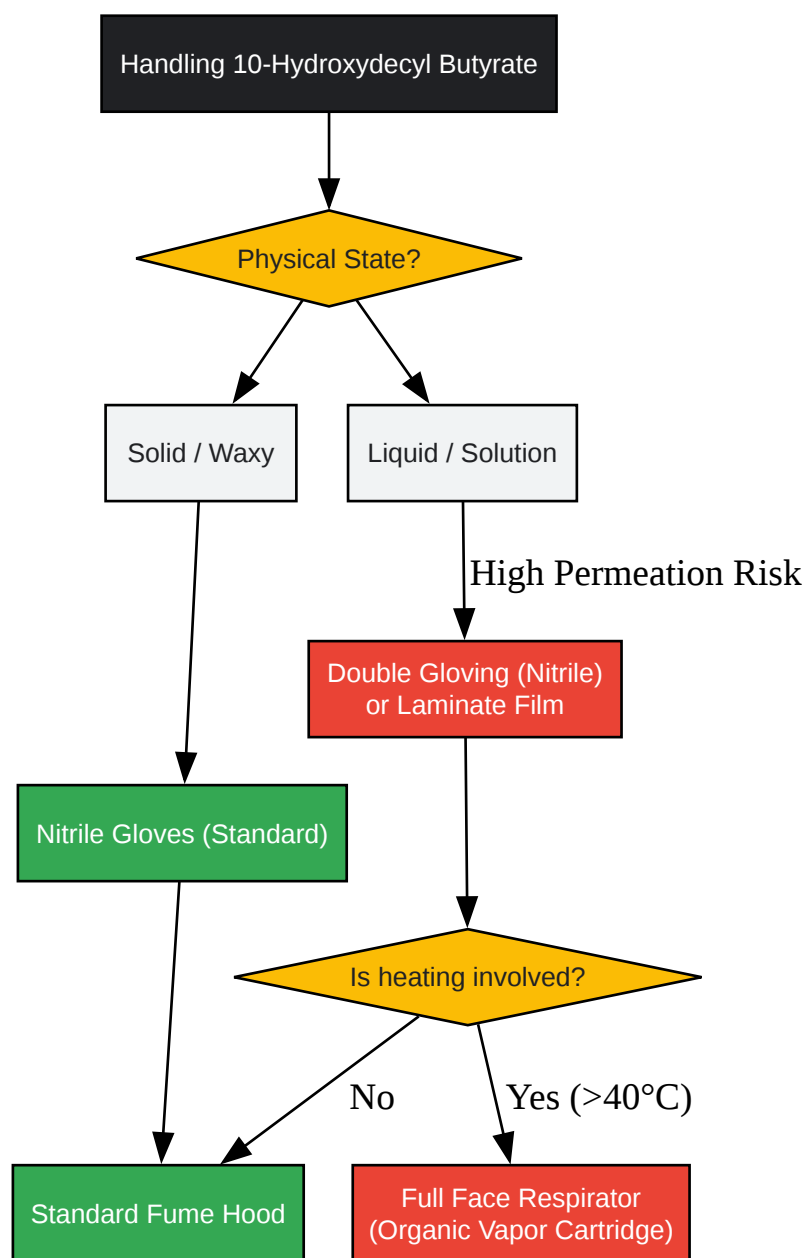 Handling 10-Hydroxydecyl Butyrate
Physical State?
Solid / Waxy
Liquid / Solution
High Permeation Risk
Double Gloving (Nitrile)
or Laminate Film
Nitrile Gloves (Standard)
Is heating involved?
No
Yes (>40°C)
Standard Fume Hood
Full Face Respirator
(Organic Vapor Cartridge)